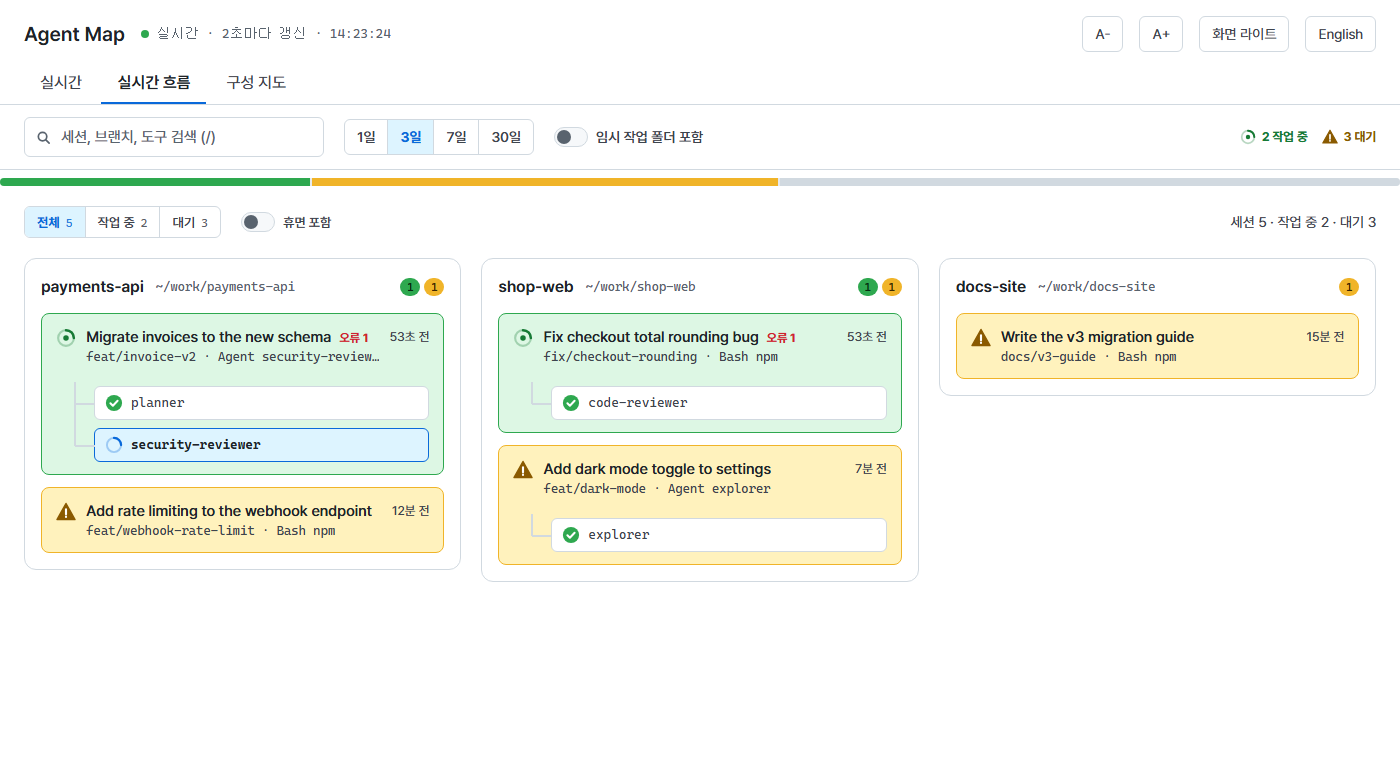 Agent Map 실시간 · 2초마다 갱신 · 14:23:24 A- A+ 화면 라이트 English
실시간 실시간 흐름 구성 지도
세션, 브랜치, 도구 검색 (/) 1일 3일 7일 30일 임시 작업 폴더 포함 2 작업 중 3 대기
전체 5 작업 중 2 대기 3 휴면 포함 세션 5 · 작업 중 2 · 대기 3
payments-api ~/work/payments-api 1 1
Migrate invoices to the new schema 오류 1 53초 전
feat/invoice-v2 · Agent security-review…
planner
security-reviewer
Add rate limiting to the webhook endpoint 12분 전
feat/webhook-rate-limit · Bash npm
shop-web ~/work/shop-web 1 1
Fix checkout total rounding bug 오류 1 53초 전
fix/checkout-rounding · Bash npm
code-reviewer
Add dark mode toggle to settings 7분 전
feat/dark-mode · Agent explorer
explorer
docs-site ~/work/docs-site 1
Write the v3 migration guide 15분 전
docs/v3-guide · Bash npm